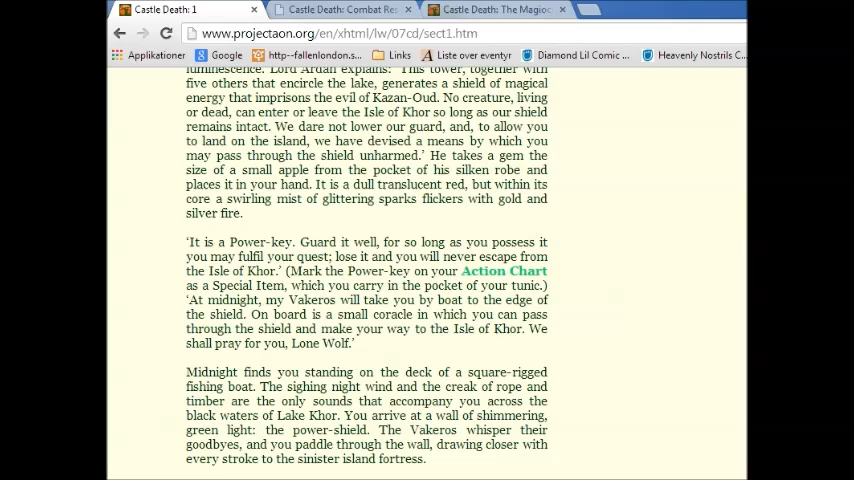 Castle Death: 1
Castle Death: Combat Res
Castle Death: The Magioc
www.projectaon.org/en/xhtml/lw/07cd/sect1.htm
Applikationer
Google
http--fallenlondon.s...
Links
Liste over eventyr
Diamond Lil Comic ...
Heavenly Nostrils C...
luminescence. Lord Ardan explains: 'This tower, together with
five others that encircle the lake, generates a shield of magical
energy that imprisons the evil of Kazan-Oud. No creature, living
or dead, can enter or leave the Isle of Khor so long as our shield
remains intact. We dare not lower our guard, and, to allow you
to land on the island, we have devised a means by which you
may pass through the shield unharmed.' He takes a gem the
size of a small apple from the pocket of his silken robe and
places it in your hand. It is a dull translucent red, but within its
core a swirling mist of glittering sparks flickers with gold and
silver fire.
'It is a Power-key. Guard it well, for so long as you possess it
you may fulfil your quest; lose it and you will never escape from
the Isle of Khor.' (Mark the Power-key on your Action Chart
as a Special Item, which you carry in the pocket of your tunic.)
'At midnight, my Vakeros will take you by boat to the edge of
the shield. On board is a small coracle in which you can pass
through the shield and make your way to the Isle of Khor. We
shall pray for you, Lone Wolf.'
Midnight finds you standing on the deck of a square-rigged
fishing boat. The sighing night wind and the creak of rope and
timber are the only sounds that accompany you across the
black waters of Lake Khor. You arrive at a wall of shimmering,
green light: the power-shield. The Vakeros whisper their
goodbyes, and you paddle through the wall, drawing closer with
every stroke to the sinister island fortress.